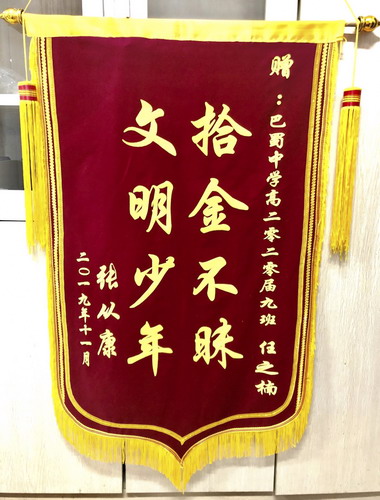 赠：巴蜀中学高二零二零届九班 任之楠
拾金不昧
文明少年
张从康
二〇一九年十一月